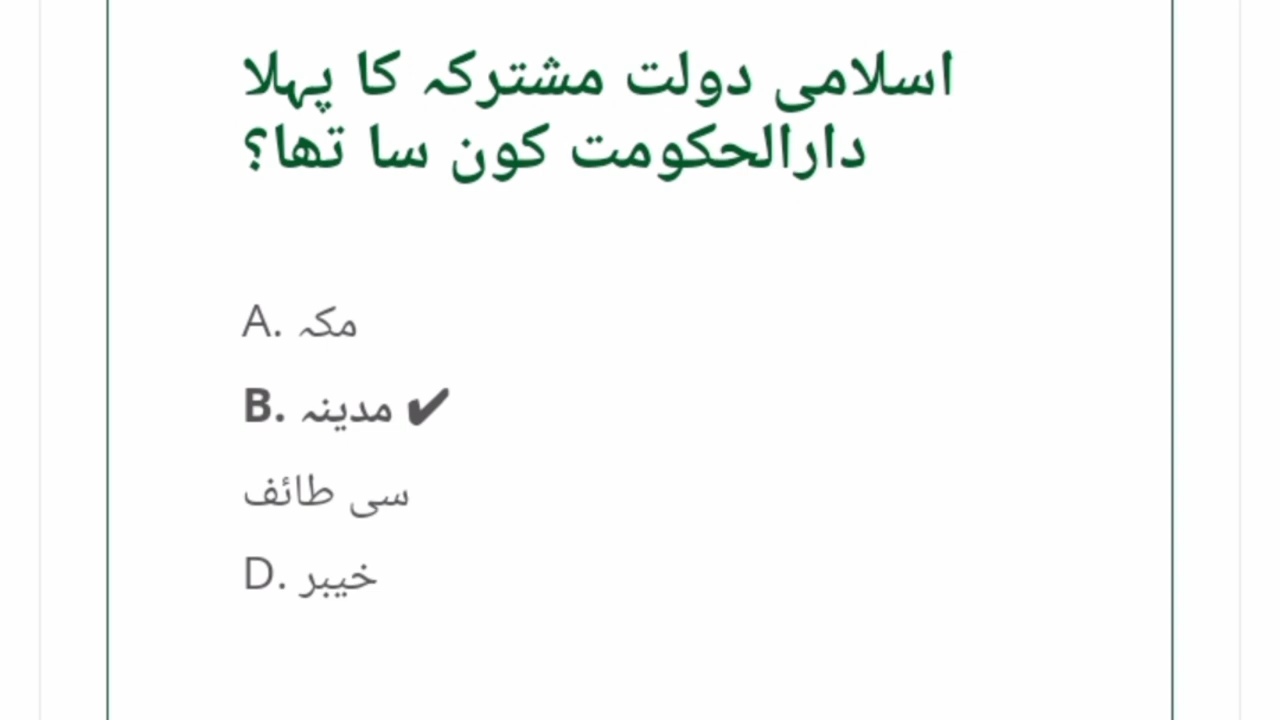 اسلامی دولت مشترکہ کا پہلا
دارالحکومت کون سا تھا؟
A. مکہ
B. مدینہ ✔
سی طائف
D. خیبر